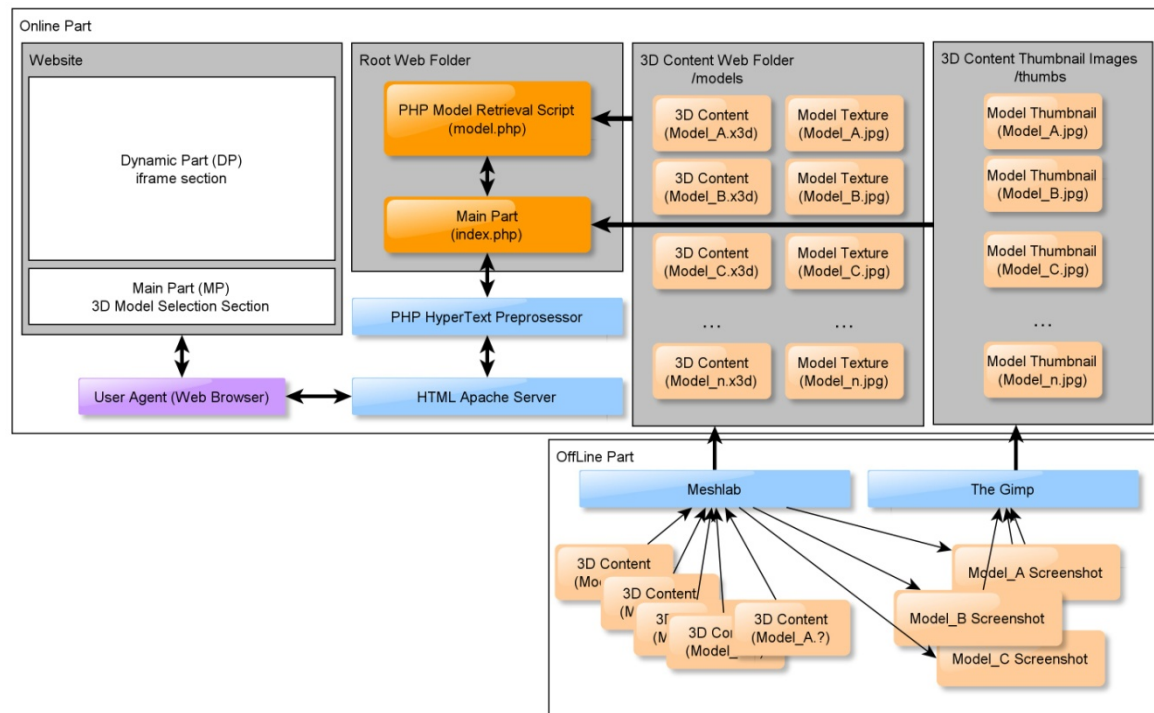 Online Part
Website
Dynamic Part (DP)
iframe section
Main Part (MP)
3D Model Selection Section
User Agent (Web Browser)
Root Web Folder
PHP Model Retrieval Script
(model.php)
Main Part
(index.php)
PHP HyperText Preprosessor
HTML Apache Server
3D Content Web Folder
/models
3D Content
(Model_A.x3d)
Model Texture
(Model_A.jpg)
3D Content
(Model_B.x3d)
Model Texture
(Model_B.jpg)
3D Content
(Model_C.x3d)
Model Texture
(Model_C.jpg)
...
...
3D Content
(Model_n.x3d)
Model Texture
(Model_n.jpg)
3D Content Thumbnail Images
/thumbs
Model Thumbnail
(Model_A.jpg)
Model Thumbnail
(Model_B.jpg)
Model Thumbnail
(Model_C.jpg)
...
Model Thumbnail
(Model_n.jpg)
OffLine Part
Meshlab
The Gimp
3D Content
3D Content
3D
3D
3D Content
(Model_A.?)
Model_A Screenshot
Model_B Screenshot
Model_C Screenshot